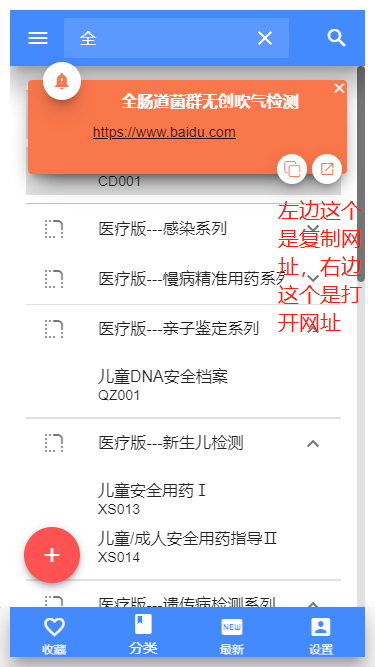 全
全肠道菌群无创吹气检测
https://www.baidu.com
CD001
医疗版---感染系列
左边这个
是复制网
址，右边
这个是打
开网址
医疗版---慢病精准用药系列
医疗版---亲子鉴定系列
儿童DNA安全档案
QZ001
医疗版---新生儿检测
儿童安全用药Ⅰ
XS013
儿童/成人安全用药指导Ⅱ
XS014
医疗版---遗传病检测系列
NEW
收藏 分类 最新 设置